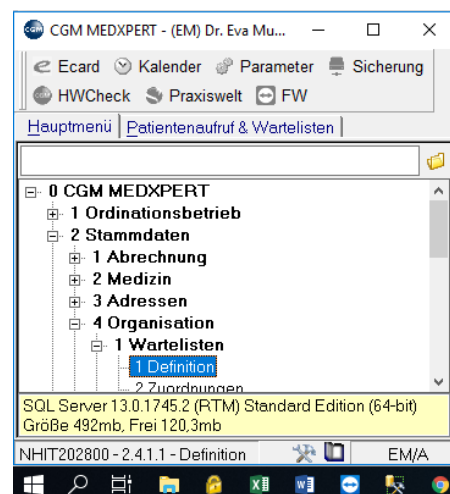 CGM MEDXPERT - (EM) Dr. Eva Mu...
Ecard Kalender Parameter Sicherung
HWCheck Praxiswelt FW
Hauptmenü Patientenaufruf & Wartelisten
0 CGM MEDXPERT
1 Ordinationsbetrieb
2 Stammdaten
1 Abrechnung
2 Medizin
3 Adressen
4 Organisation
1 Wartelisten
1 Definition
2 Zuordnungen
SQL Server 13.0.1745.2 (RTM) Standard Edition (64-bit)
Größe 492mb, Frei 120,3mb
NHIT202800 - 2.4.1.1 - Definition EM/A